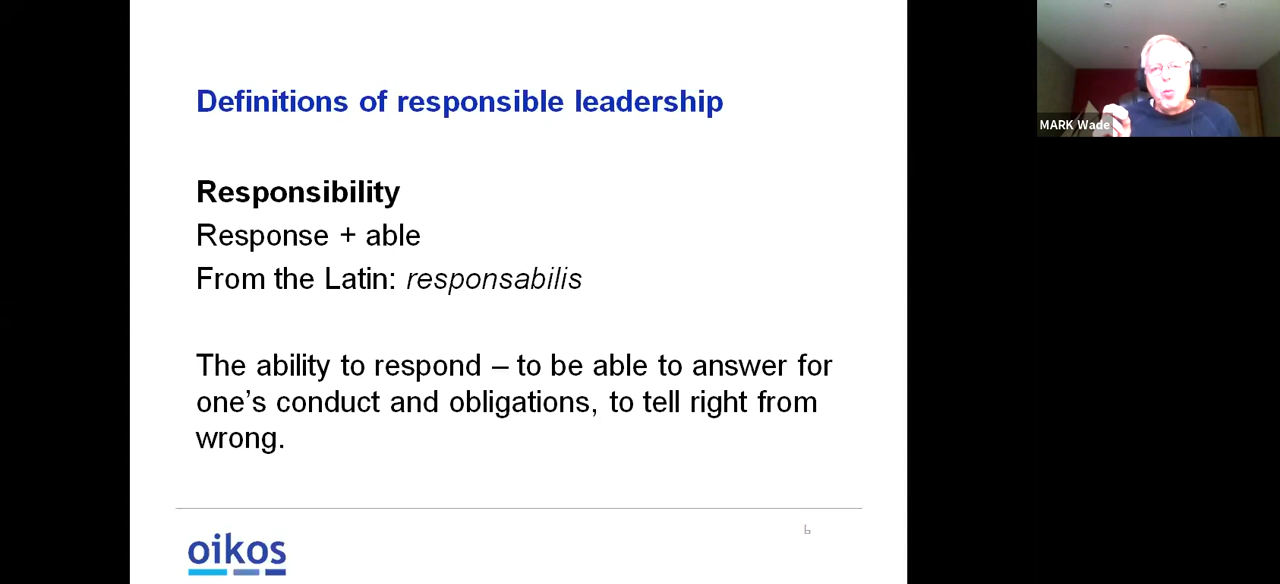 Definitions of responsible leadership
MARK Wade
Responsibility
Response + able
From the Latin: responsabilis
The ability to respond – to be able to answer for
one's conduct and obligations, to tell right from
wrong.
oikos